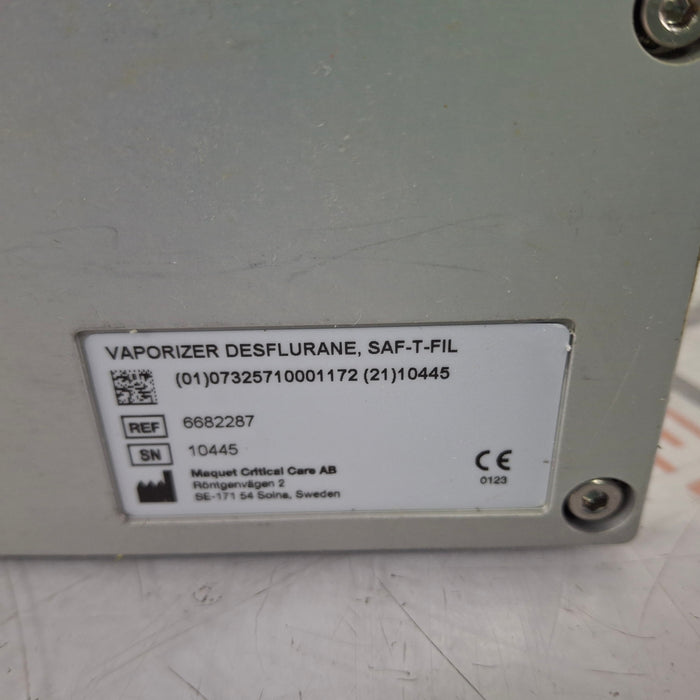 VAPORIZER DESFLURANE, SAF-T-FIL
(01)07325710001172 (21)10445
REF 6682287
SN 10445
Maquet Critical Care AB
Röntgenvägen 2
SE-171 54 Solna, Sweden
CE
0123